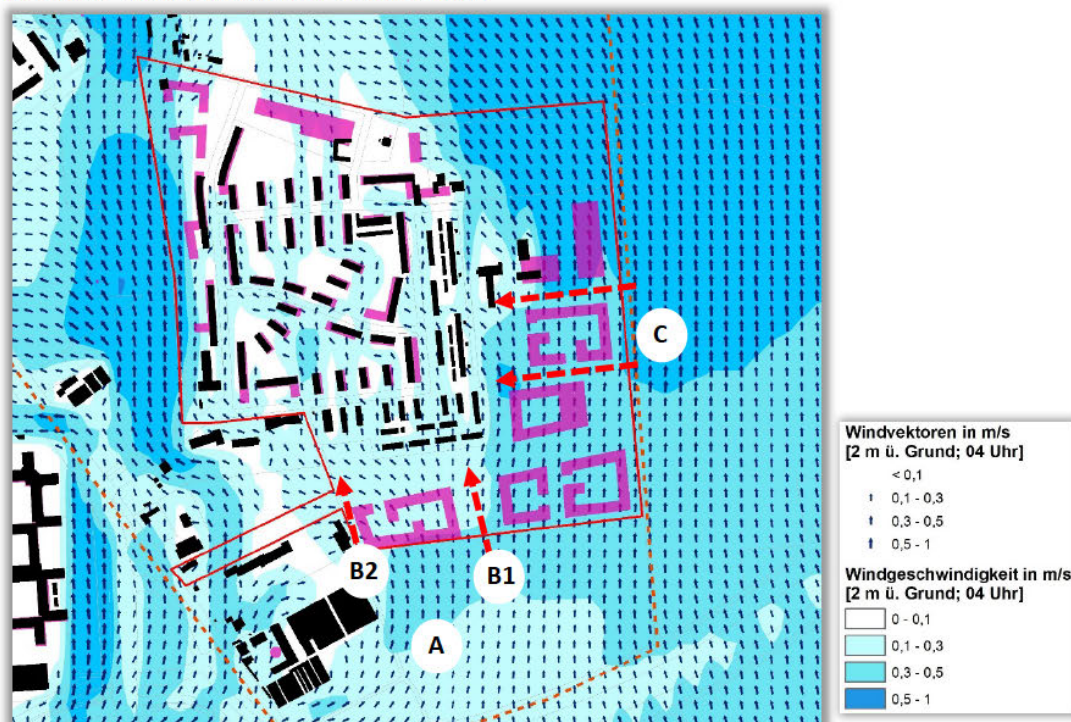 C
B2
B1
A
Windvektoren in m/s
[2 m ü. Grund; 04 Uhr]
< 0,1
0,1 - 0,3
0,3 - 0,5
0,5 - 1
Windgeschwindigkeit in m/s
[2 m ü. Grund; 04 Uhr]
0 - 0,1
0,1 - 0,3
0,3 - 0,5
0,5 - 1